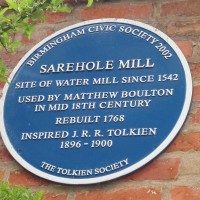 BIRMINGHAM CIVIC SOCIETY 2002
SAREHOLE MILL
SITE OF WATER MILL SINCE 1542
USED BY MATTHEW BOULTON
IN MID 18TH CENTURY
REBUILT 1768
INSPIRED J. R. R. TOLKIEN
1896 - 1900
THE TOLKIEN SOCIETY